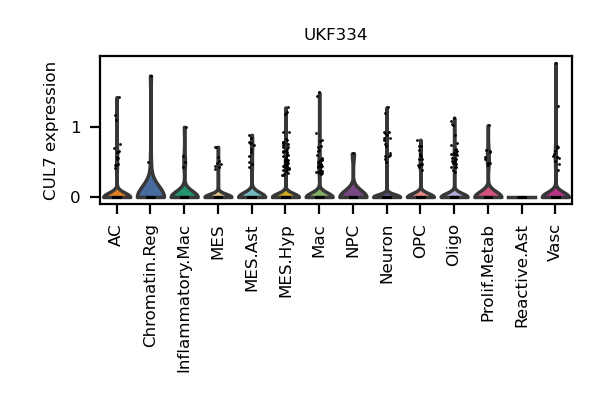 UKF334
CUL7 expression
1
0
AC
Chromatin.Reg
Inflammatory.Mac
MES
MES.Ast
MES.Hyp
Mac
NPC
Neuron
OPC
Oligo
Prolif.Metab
Reactive.Ast
Vasc